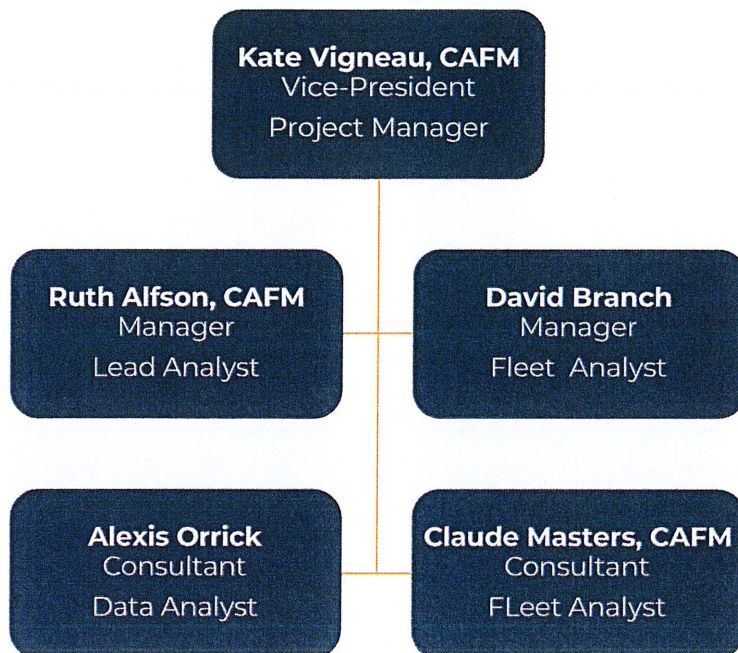 Kate Vigneau, CAFM
Vice-President
Project Manager
Ruth Alfson, CAFM
Manager
Lead Analyst
David Branch
Manager
Fleet Analyst
Alexis Orrick
Consultant
Data Analyst
Claude Masters, CAFM
Consultant
FLeet Analyst